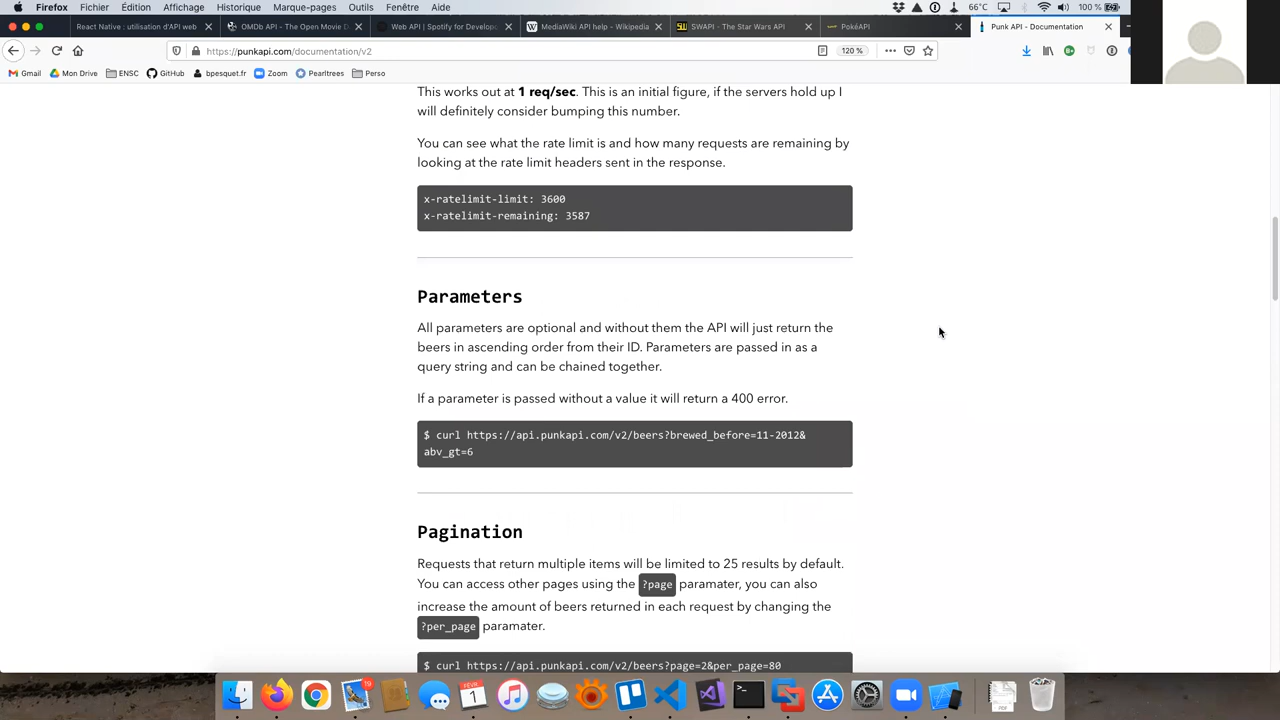 Firefox Fichier Édition Affichage Historique Marque-pages Outils Fenêtre Aide 66°C 100 %
React Native : utilisation d'API web OMDb API - The Open Movie D Web API | Spotify for Develope MediaWiki API help - Wikipedia SWAPI - The Star Wars API PokéAPI Punk API - Documentation
https://punkapi.com/documentation/v2 120 %
Gmail Mon Drive ENSC GitHub bpesquet.fr Zoom Pearltrees Perso
This works out at 1 req/sec. This is an initial figure, if the servers hold up I
will definitely consider bumping this number.
You can see what the rate limit is and how many requests are remaining by
looking at the rate limit headers sent in the response.
x-ratelimit-limit: 3600
x-ratelimit-remaining: 3587
Parameters
All parameters are optional and without them the API will just return the
beers in ascending order from their ID. Parameters are passed in as a
query string and can be chained together.
If a parameter is passed without a value it will return a 400 error.
$ curl https://api.punkapi.com/v2/beers?brewed_before=11-2012&
abv_gt=6
Pagination
Requests that return multiple items will be limited to 25 results by default.
You can access other pages using the ?page paramater, you can also
increase the amount of beers returned in each request by changing the
?per_page paramater.
$ curl https://api.punkapi.com/v2/beers?page=2&per_page=80